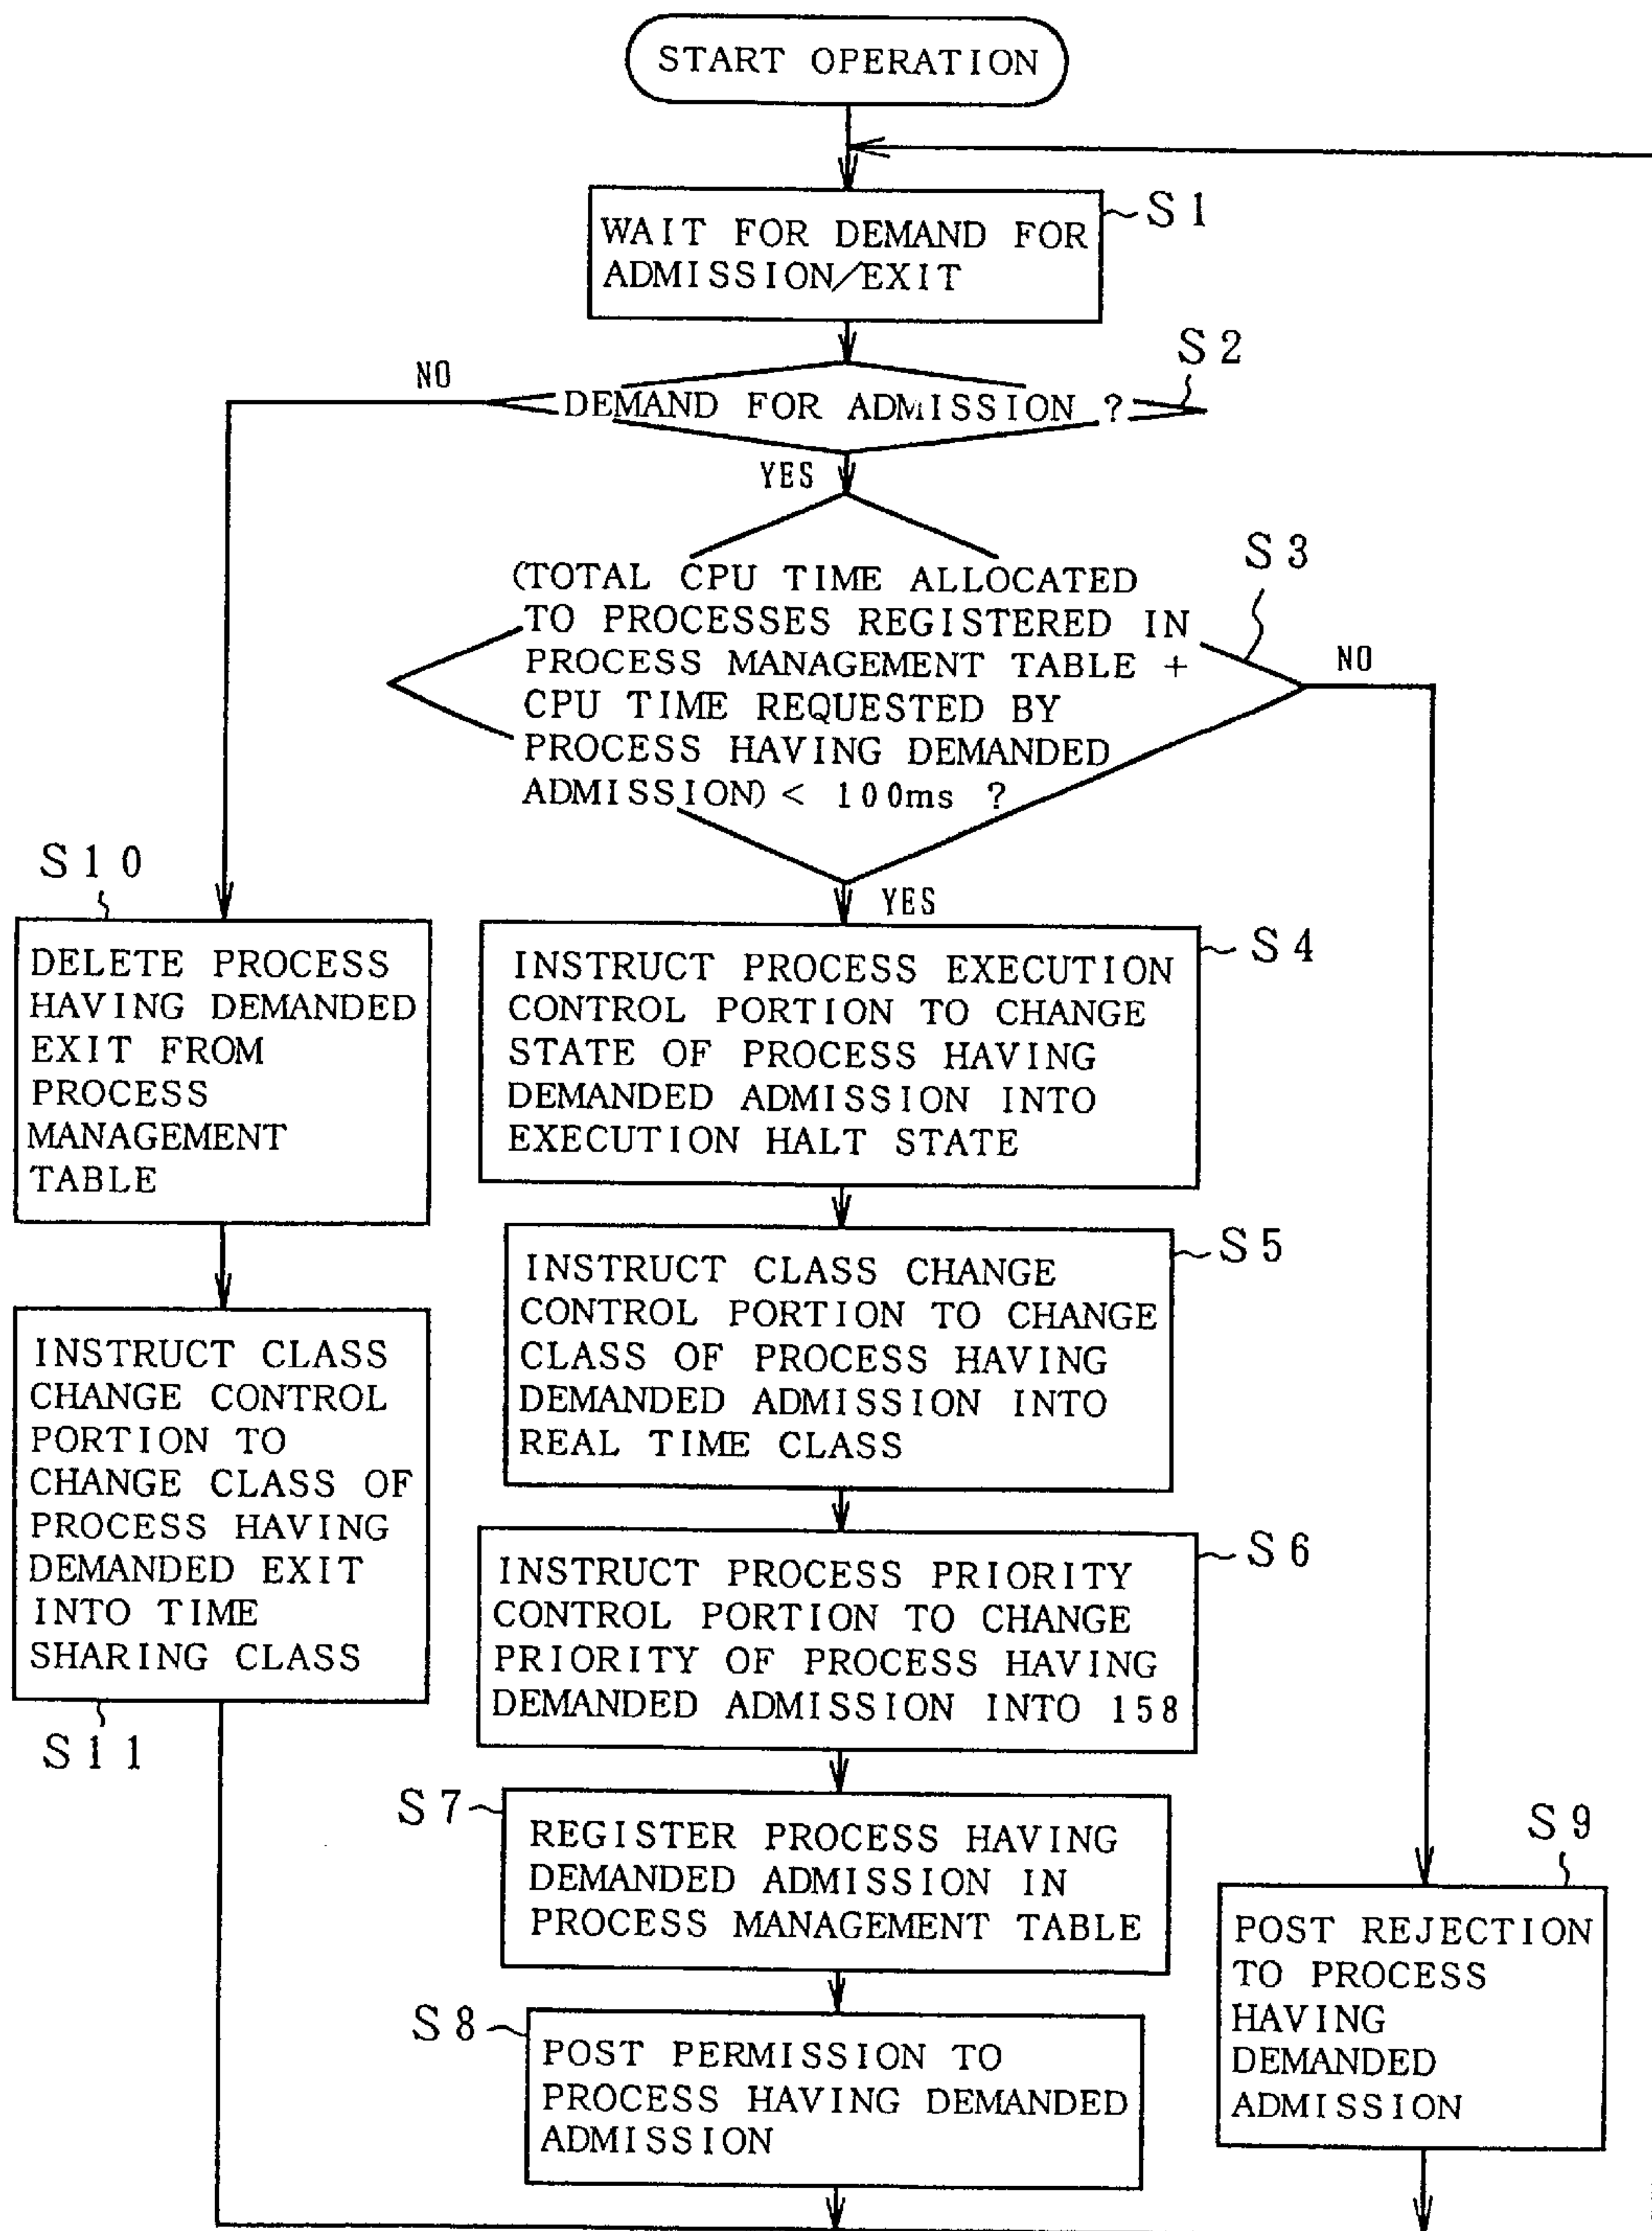 START OPERATION
S1
WAIT FOR DEMAND FOR
ADMISSION/EXIT
S2
NO
DEMAND FOR ADMISSION ?
YES
S3
(TOTAL CPU TIME ALLOCATED
TO PROCESSES REGISTERED IN
PROCESS MANAGEMENT TABLE +
CPU TIME REQUESTED BY
PROCESS HAVING DEMANDED
ADMISSION) < 100ms ?
NO
YES
S10
DELETE PROCESS
HAVING DEMANDED
EXIT FROM
PROCESS
MANAGEMENT
TABLE
S4
INSTRUCT PROCESS EXECUTION
CONTROL PORTION TO CHANGE
STATE OF PROCESS HAVING
DEMANDED ADMISSION INTO
EXECUTION HALT STATE
S5
INSTRUCT CLASS CHANGE
CONTROL PORTION TO CHANGE
CLASS OF PROCESS HAVING
DEMANDED ADMISSION INTO
REAL TIME CLASS
INSTRUCT CLASS
CHANGE CONTROL
PORTION TO
CHANGE CLASS OF
PROCESS HAVING
DEMANDED EXIT
INTO TIME
SHARING CLASS
S11
S6
INSTRUCT PROCESS PRIORITY
CONTROL PORTION TO CHANGE
PRIORITY OF PROCESS HAVING
DEMANDED ADMISSION INTO 158
S7
REGISTER PROCESS HAVING
DEMANDED ADMISSION IN
PROCESS MANAGEMENT TABLE
S9
POST REJECTION
TO PROCESS
HAVING
DEMANDED
ADMISSION
S8
POST PERMISSION TO
PROCESS HAVING DEMANDED
ADMISSION